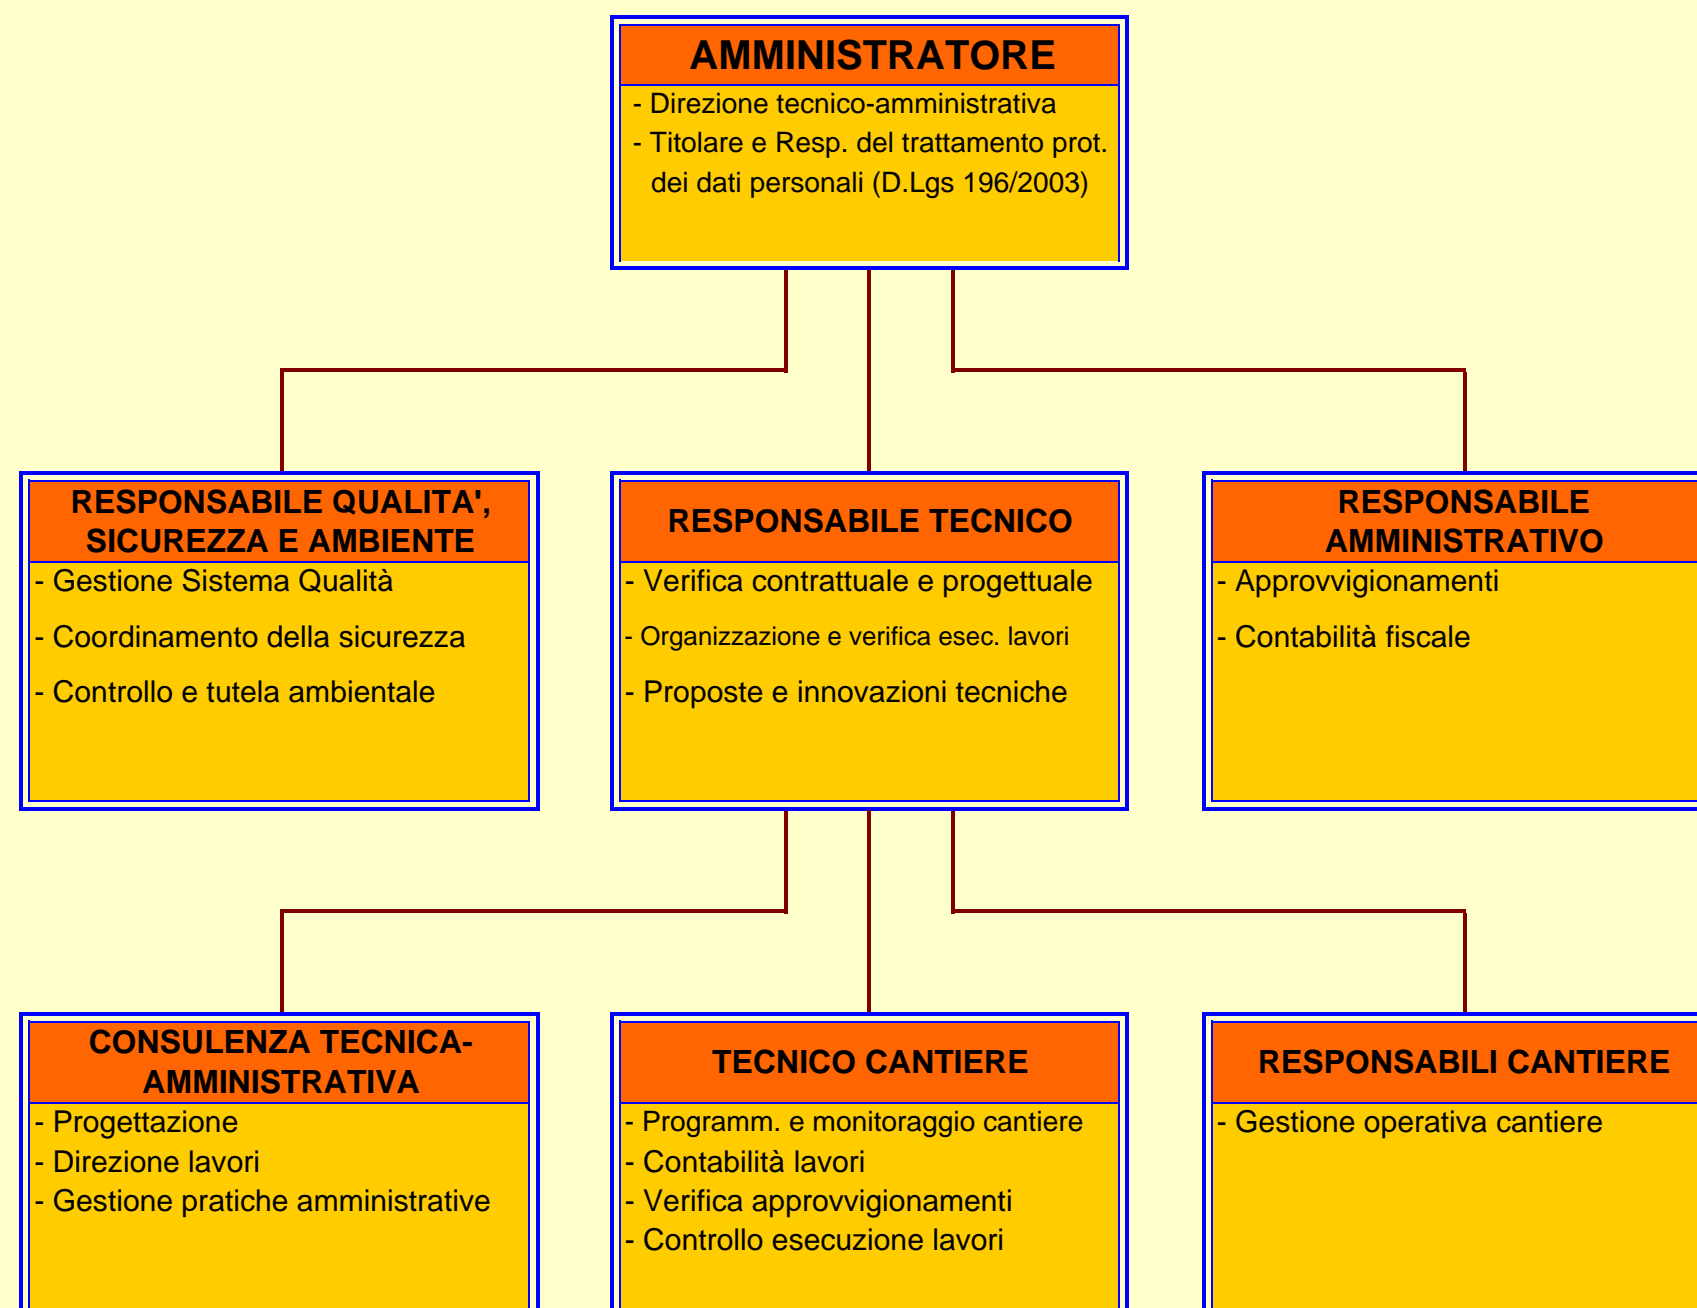 AMMINISTRATORE
- Direzione tecnico-amministrativa
- Titolare e Resp. del trattamento prot.
dei dati personali (D.Lgs 196/2003)
RESPONSABILE QUALITA',
SICUREZZA E AMBIENTE
- Gestione Sistema Qualità
- Coordinamento della sicurezza
- Controllo e tutela ambientale
RESPONSABILE TECNICO
- Verifica contrattuale e progettuale
- Organizzazione e verifica esec. lavori
- Proposte e innovazioni tecniche
RESPONSABILE
AMMINISTRATIVO
- Approvvigionamenti
- Contabilità fiscale
CONSULENZA TECNICA-
AMMINISTRATIVA
- Progettazione
- Direzione lavori
- Gestione pratiche amministrative
TECNICO CANTIERE
- Programm. e monitoraggio cantiere
- Contabilità lavori
- Verifica approvvigionamenti
- Controllo esecuzione lavori
RESPONSABILI CANTIERE
- Gestione operativa cantiere